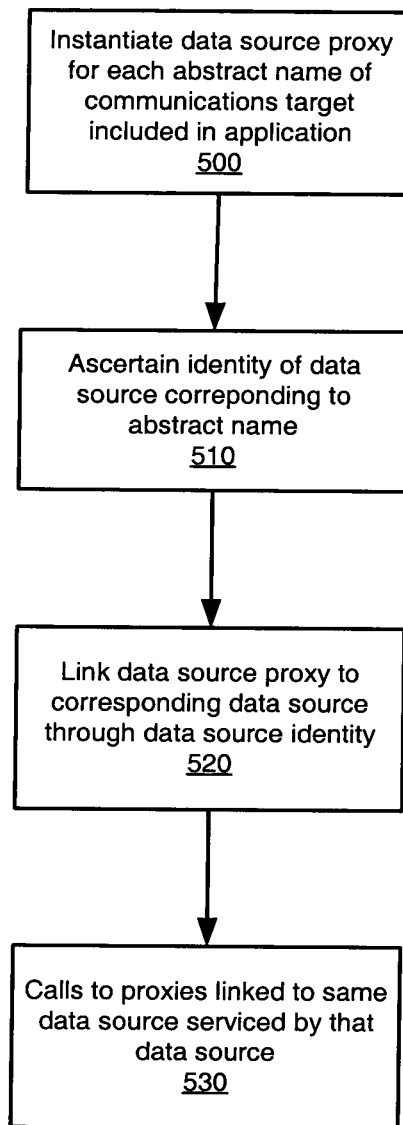 Instantiate data source proxy
for each abstract name of
communications target
included in application
500
Ascertain identity of data
source correponding to
abstract name
510
Link data source proxy to
corresponding data source
through data source identity
520
Calls to proxies linked to same
data source serviced by that
data source
530